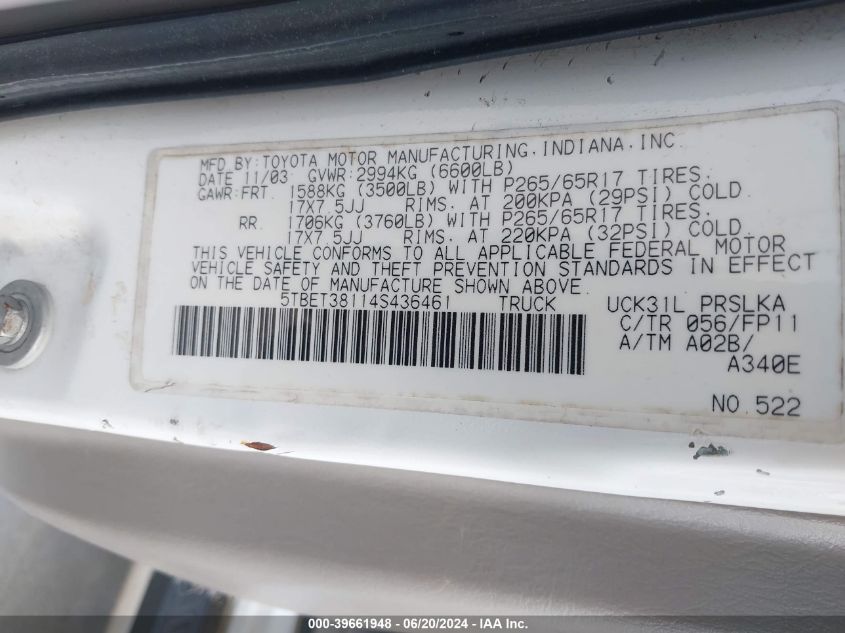 MFD BY:TOYOTA MOTOR MANUFACTURING.INDIANA.INC.
DATE 11/03 GVWR:2994KG (6600LB)
GAWR:FRT. 1588KG (3500LB) WITH P265/65R17 TIRES.
17X7.5JJ RIMS. AT 200KPA (29PSI) COLD.
RR. 1706KG (3760LB) WITH P265/65R17 TIRES.
17X7.5JJ RIMS. AT 220KPA (32PSI) COLD.
THIS VEHICLE CONFORMS TO ALL APPLICABLE FEDERAL MOTOR
VEHICLE SAFETY AND THEFT PREVENTION STANDARDS IN EFFECT
ON THE DATE OF MANUFACTURE SHOWN ABOVE.
5TBET38114S436461 TRUCK UCK31L PRSLKA
C/TR 056/FP11
A/TM A02B/
A340E
NO.522
000-39661948 - 06/20/2024 - IAA Inc.